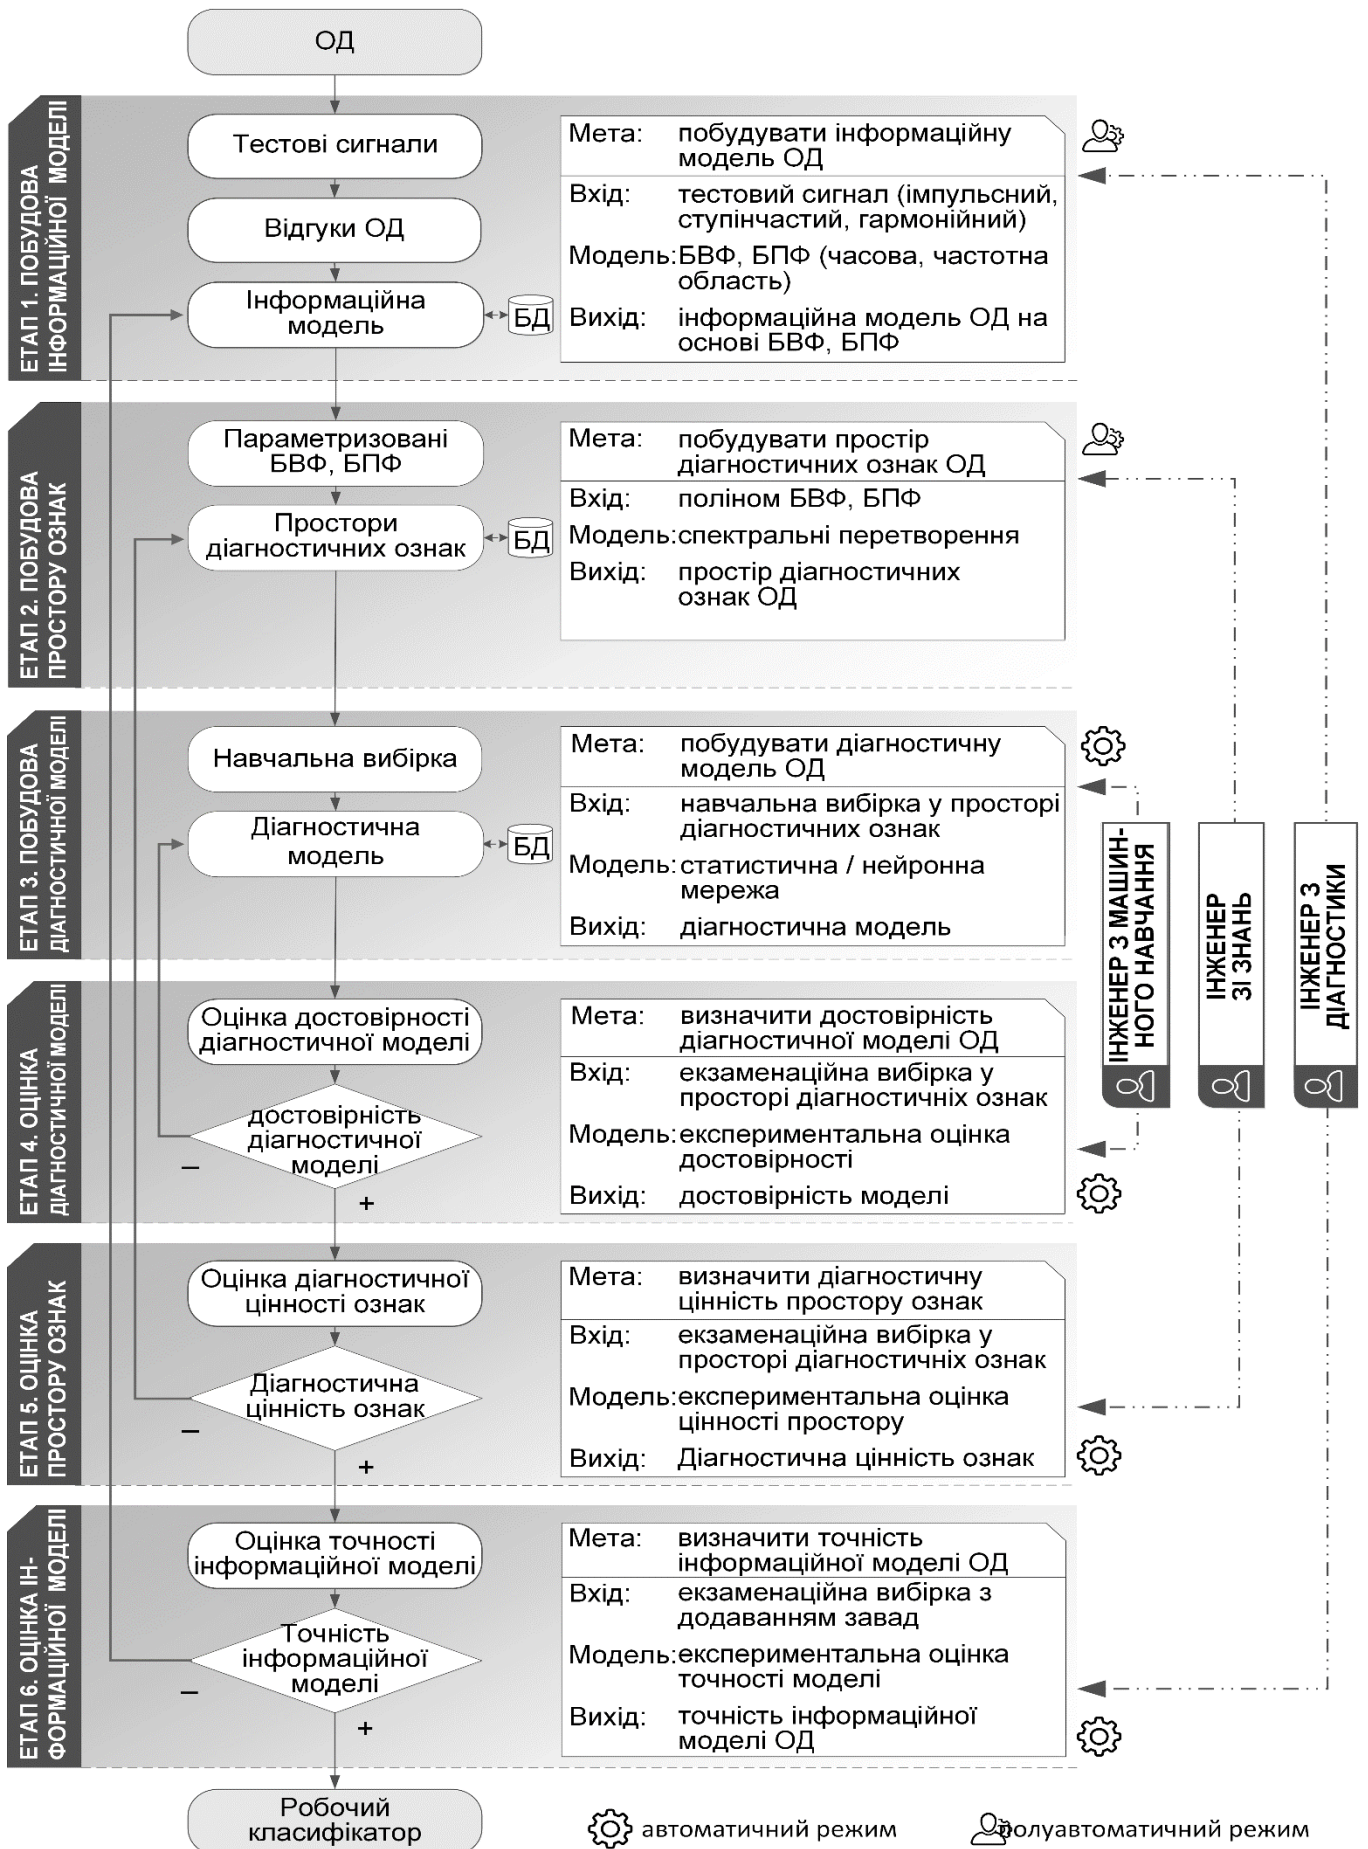 ОД
ЕТАП 1. ПОБУДОВА
ІНФОРМАЦІЙНОЇ МОДЕЛІ
Тестові сигнали
Відгуки ОД
Інформаційна
модель
БД
Мета: побудувати інформаційну
модель ОД
Вхід: тестовий сигнал (імпульсний,
ступінчастий, гармонійний)
Модель: БВФ, БПФ (часова, частотна
область)
Вихід: інформаційна модель ОД на
основі БВФ, БПФ
ЕТАП 2. ПОБУДОВА
ПРОСТОРУ ОЗНАК
Параметризовані
БВФ, БПФ
Простори
діагностичних ознак
БД
Мета: побудувати простір
діагностичних ознак ОД
Вхід: поліном БВФ, БПФ
Модель: спектральні перетворення
Вихід: простір діагностичних
ознак ОД
ЕТАП 3. ПОБУДОВА
ДІАГНОСТИЧНОЇ МОДЕЛІ
Навчальна вибірка
Діагностична
модель
БД
Мета: побудувати діагностичну
модель ОД
Вхід: навчальна вибірка у просторі
діагностичних ознак
Модель: статистична / нейронна
мережа
Вихід: діагностична модель
ІНЖЕНЕР З МАШИН-
НОГО НАВЧАННЯ
ІНЖЕНЕР
ЗІ ЗНАНЬ
ІНЖЕНЕР З
ДІАГНОСТИКИ
ЕТАП 4. ОЦІНКА
ДІАГНОСТИЧНОЇ МОДЕЛІ
Оцінка достовірності
діагностичної моделі
достовірність
діагностичної
моделі
–
+
Мета: визначити достовірність
діагностичної моделі ОД
Вхід: екзаменаційна вибірка у
просторі діагностичніх ознак
Модель: експериментальна оцінка
достовірності
Вихід: достовірність моделі
ЕТАП 5. ОЦІНКА
ПРОСТОРУ ОЗНАК
Оцінка діагностичної
цінності ознак
Діагностична
цінність ознак
–
+
Мета: визначити діагностичну
цінність простору ознак
Вхід: екзаменаційна вибірка у
просторі діагностичніх ознак
Модель: експериментальна оцінка
цінності простору
Вихід: Діагностична цінність ознак
ЕТАП 6. ОЦІНКА ІН-
ФОРМАЦІЙНОЇ МОДЕЛІ
Оцінка точності
інформаційної моделі
Точність
інформаційної
моделі
–
+
Мета: визначити точність
інформаційної моделі ОД
Вхід: екзаменаційна вибірка з
додаванням завад
Модель: експериментальна оцінка
точності моделі
Вихід: точність інформаційної
моделі ОД
Робочий
класифікатор
автоматичний режим
полуавтоматичний режим